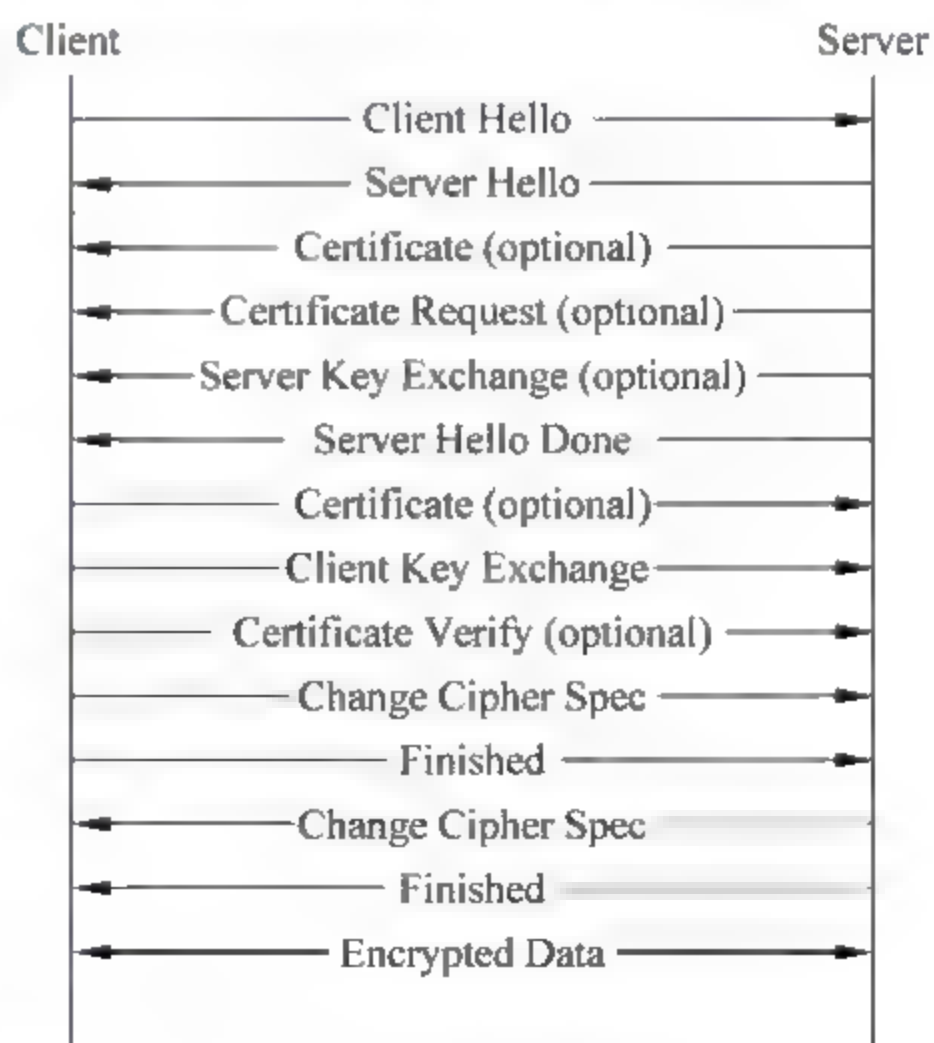 Client Server
Client Hello
Server Hello
Certificate (optional)
Certificate Request (optional)
Server Key Exchange (optional)
Server Hello Done
Certificate (optional)
Client Key Exchange
Certificate Verify (optional)
Change Cipher Spec
Finished
Change Cipher Spec
Finished
Encrypted Data